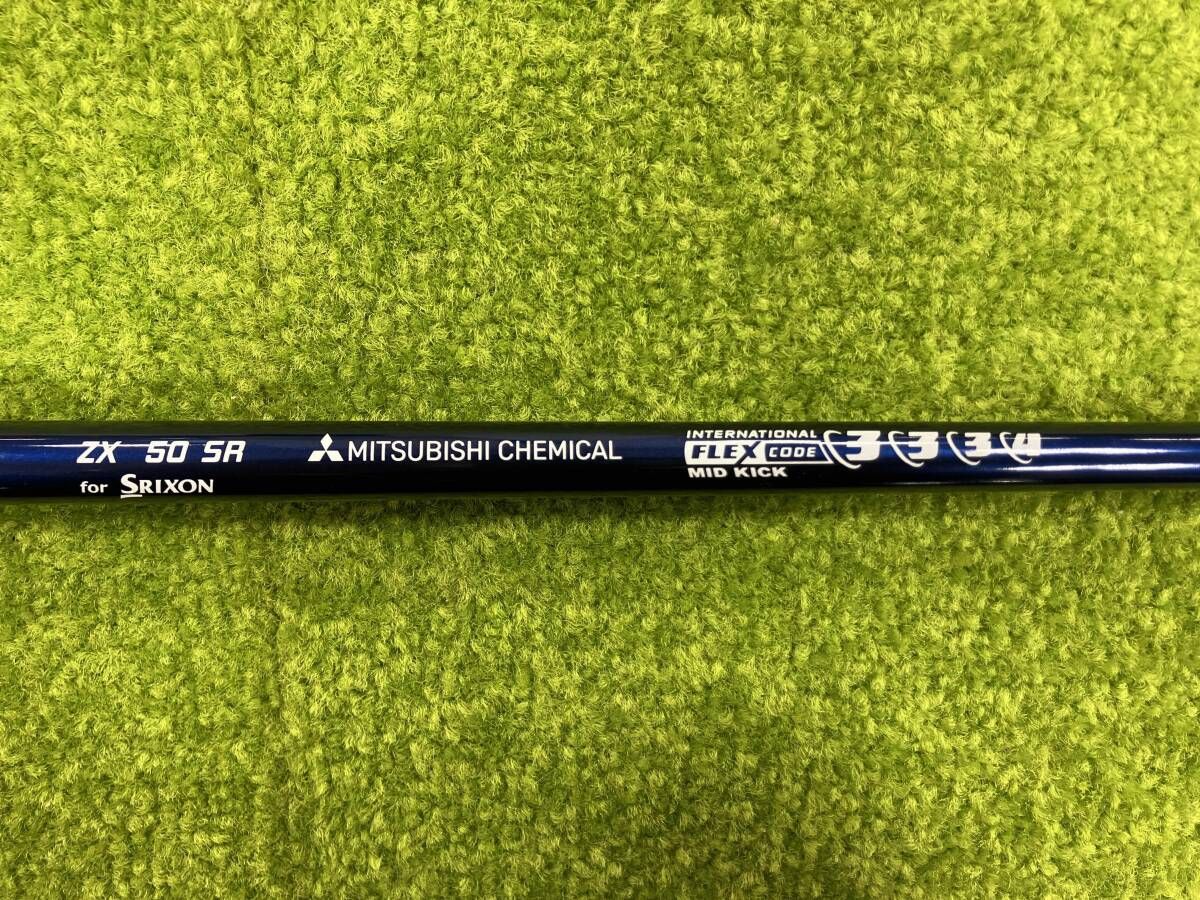 ZX 50 SR
for SRIXON
MITSUBISHI CHEMICAL
INTERNATIONAL
FLEX CODE 3 3 3 4
MID KICK